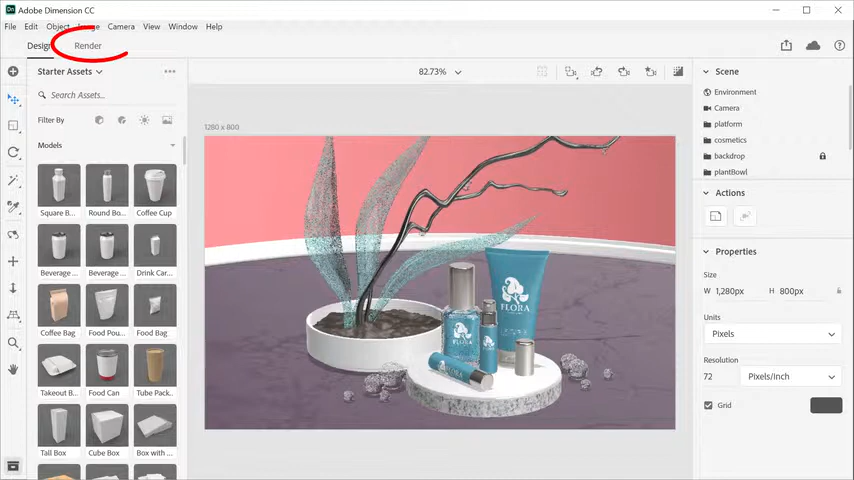 Dn Adobe Dimension CC
File Edit Object Image Camera View Window Help
Design Render
Starter Assets
82.73%
Scene
Search Assets...
Environment
Camera
Filter By
platform
1280 x 800
cosmetics
Models
backdrop
plantBowl
Actions
Square B... Round Bo... Coffee Cup
Properties
Beverage ... Beverage ... Drink Car...
Size
W 1,280px H 800px
Units
Pixels
Coffee Bag Food Pou... Food Bag
FLORA
FLORA
FLORA
Resolution
72 Pixels/Inch
Takeout B... Food Can Tube Pack..
Grid
Tall Box Cube Box Box with ...